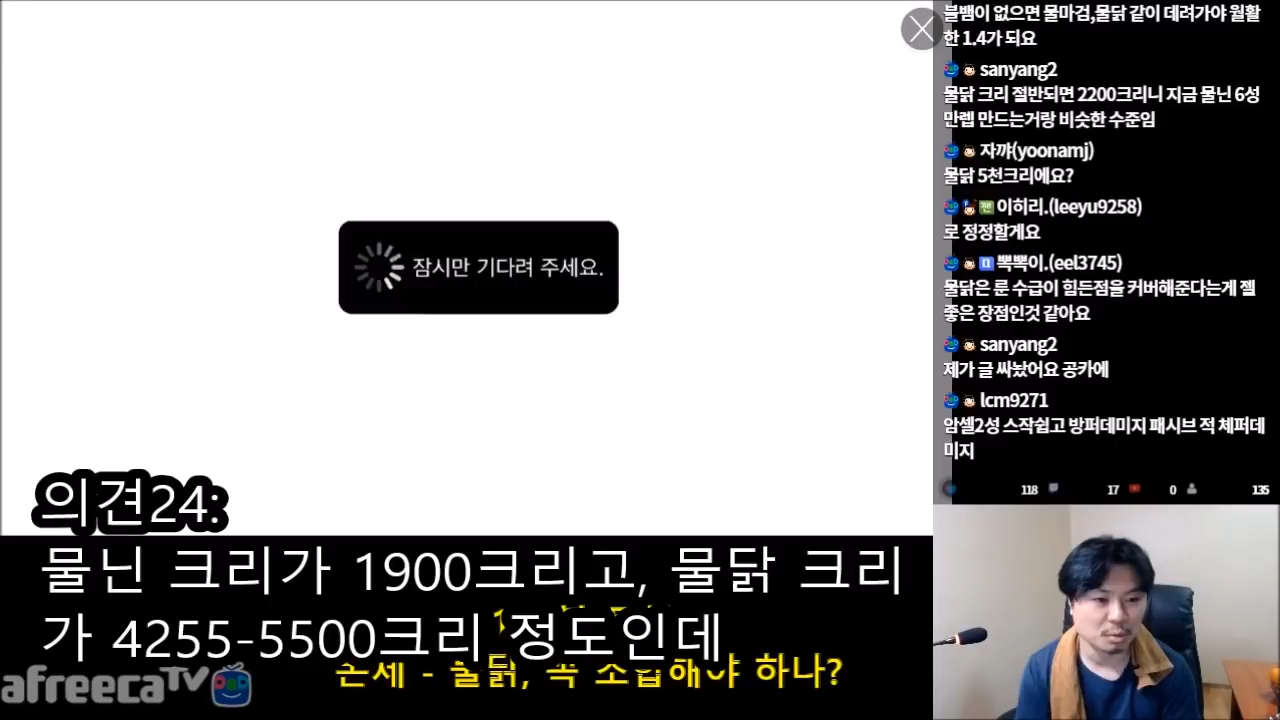 잠시만 기다려 주세요.
의견24:
물닌 크리가 1900크리고, 물닭 크리
가 4255-5500크리 정도인데
물닭, 꼭 조합해야 하나?
afreecaTV
블뱀이 없으면 물마검,물닭 같이 데려가야 월활
한 1.4가 되요
sanyang2
물닭 크리 절반되면 2200크리니 지금 물닌 6성
만렙 만드는거랑 비슷한 수준임
자꺄(yoonamj)
물닭 5천크리에요?
팬 이히리.(leeyu9258)
로 정정할게요
뽁뽁이.(eel3745)
물닭은 룬 수급이 힘든점을 커버해준다는게 젤
좋은 장점인것 같아요
sanyang2
제가 글 싸놨어요 공카에
lcm9271
암셀2성 스작쉽고 방퍼데미지 패시브 적 체퍼데
미지
118 17 0 135